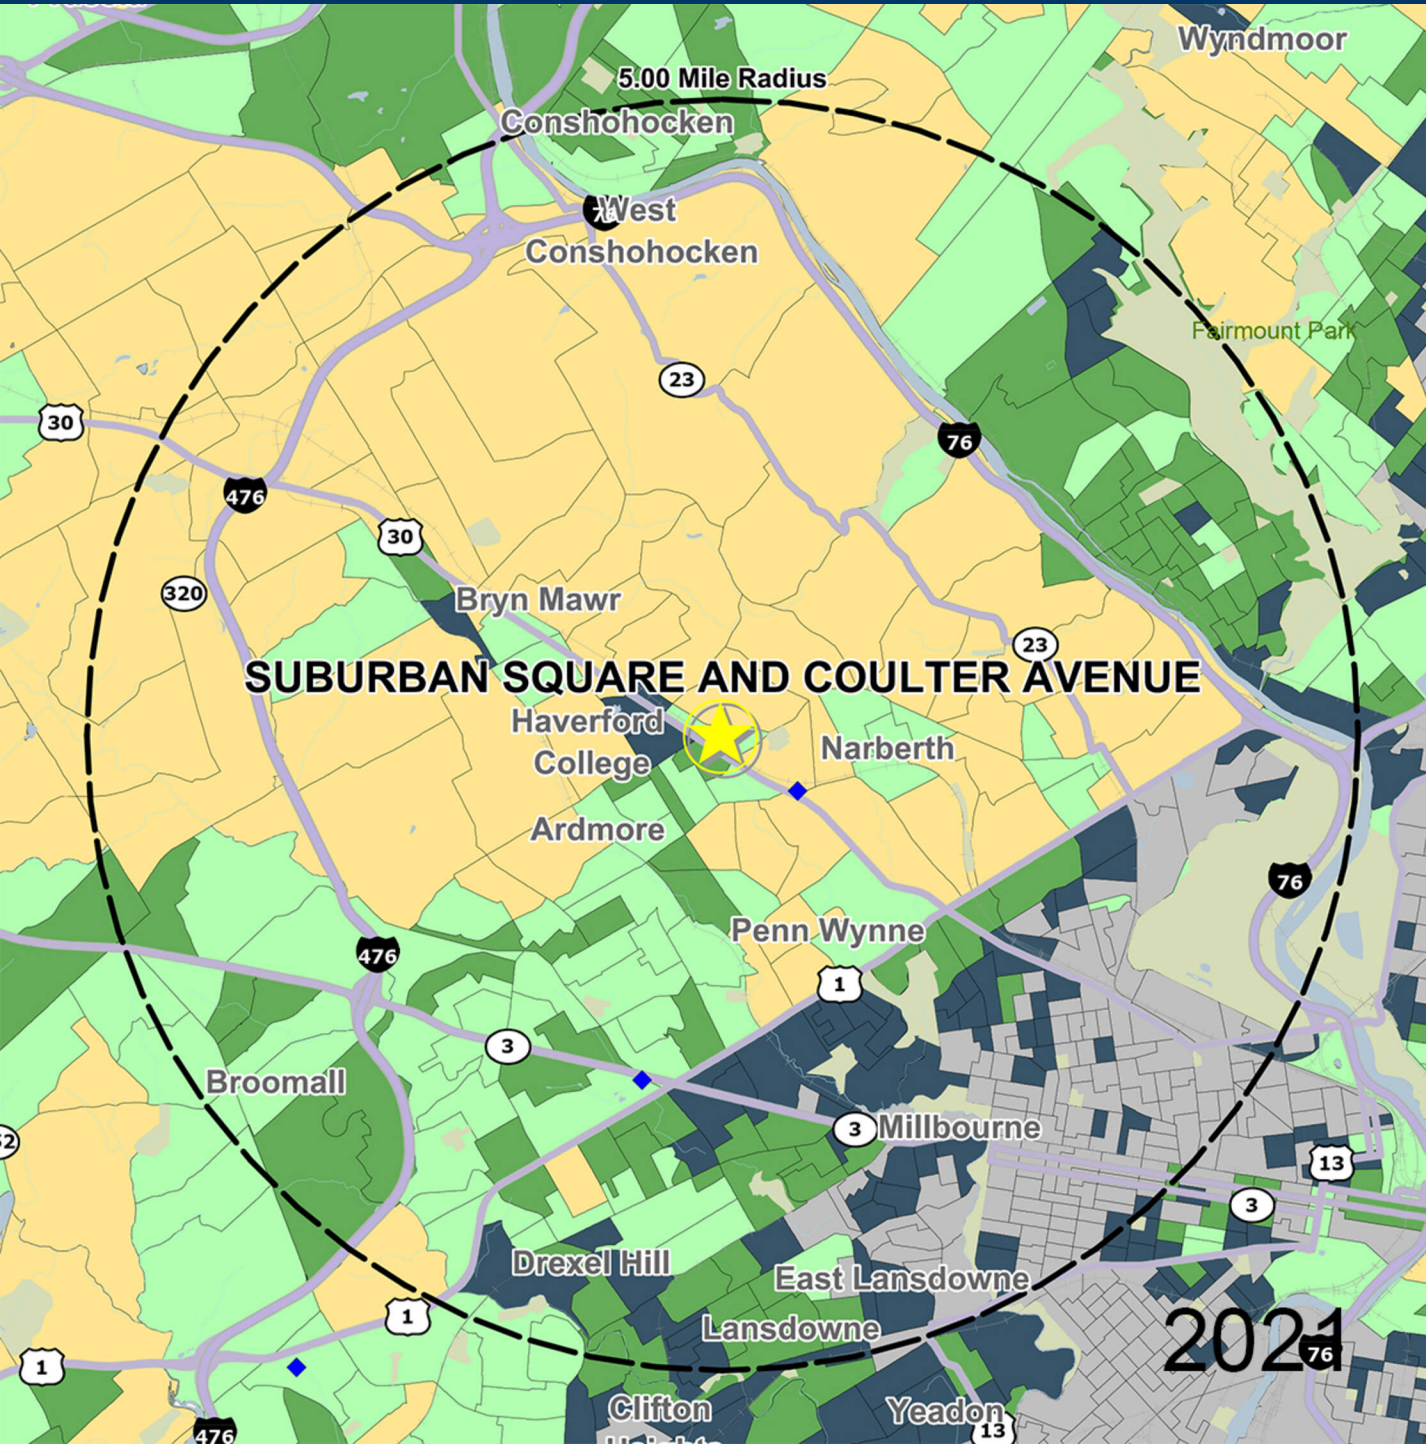 Wyndmoor
5.00 Mile Radius
Conshohocken
76
West
Conshohocken
Fairmount Park
23
30
76
476
30
320
Bryn Mawr
23
SUBURBAN SQUARE AND COULTER AVENUE
Haverford
College
Narberth
Ardmore
76
Penn Wynne
476
1
3
Broomall
3
Millbourne
13
3
Drexel Hill
East Lansdowne
1
Lansdowne
2021
76
1
Clifton
Yeadon
13
476